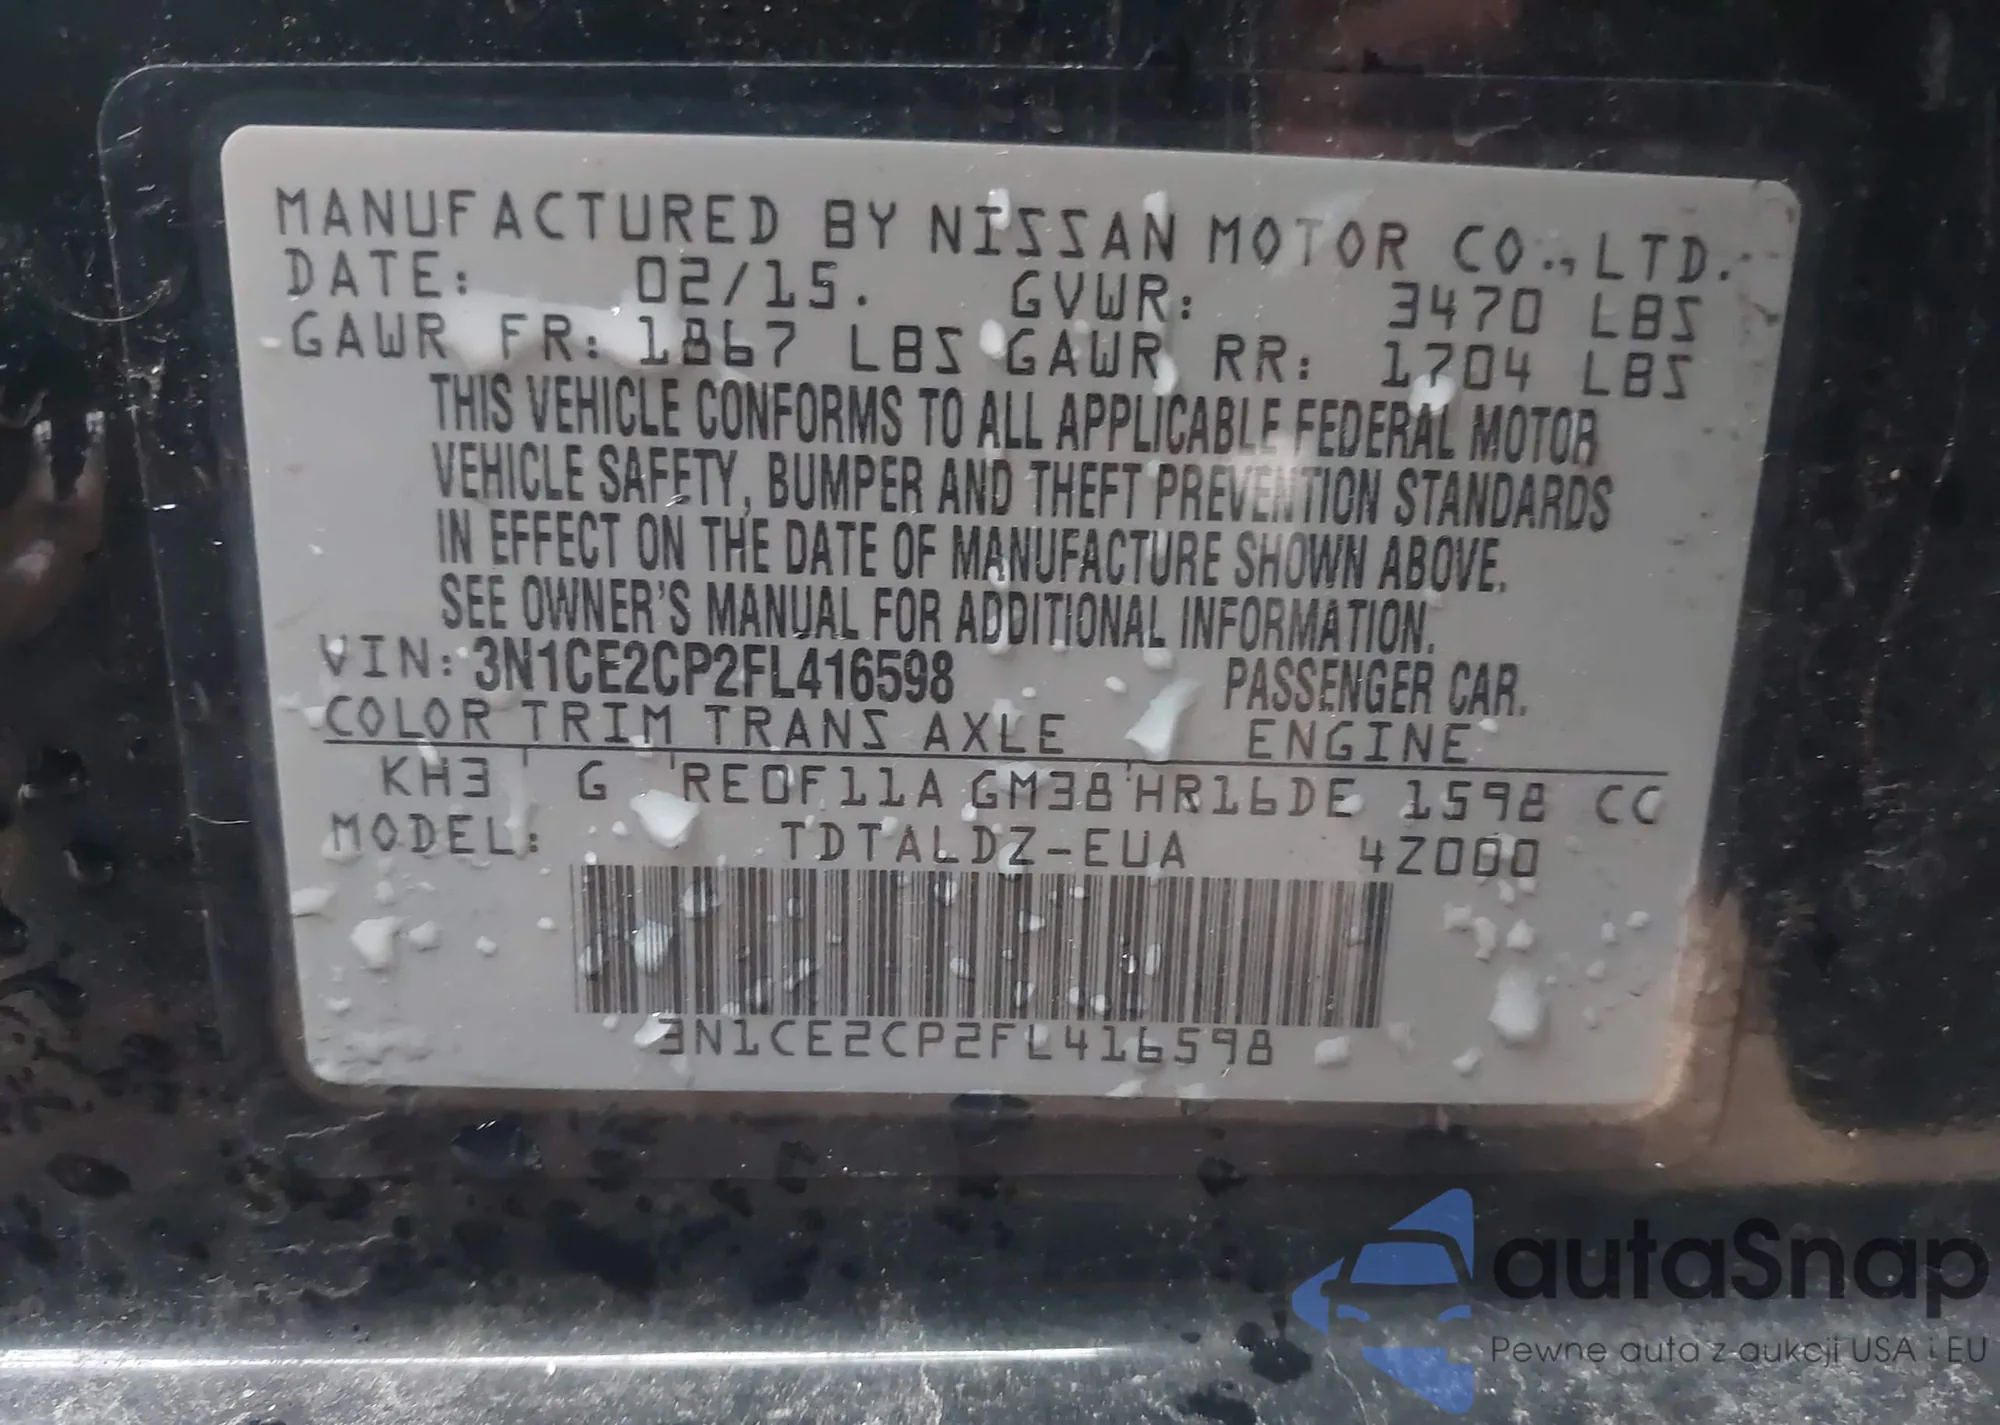 MANUFACTURED BY NISSAN MOTOR CO., LTD.
DATE: 02/15. GVWR: 3470 LBS
GAWR FR: 1867 LBS GAWR RR: 1704 LBS
THIS VEHICLE CONFORMS TO ALL APPLICABLE FEDERAL MOTOR
VEHICLE SAFETY, BUMPER AND THEFT PREVENTION STANDARDS
IN EFFECT ON THE DATE OF MANUFACTURE SHOWN ABOVE.
SEE OWNER'S MANUAL FOR ADDITIONAL INFORMATION.
VIN: 3N1CE2CP2FL416598 PASSENGER CAR.
COLOR TRIM TRANS AXLE ENGINE
KH3 G RE0F11A GM38 HR16DE 1598 CC
MODEL: TDTALDZ-EUA 4Z000
3N1CE2CP2FL416598
autaSnap
Pewne auta z aukcji USA i EU